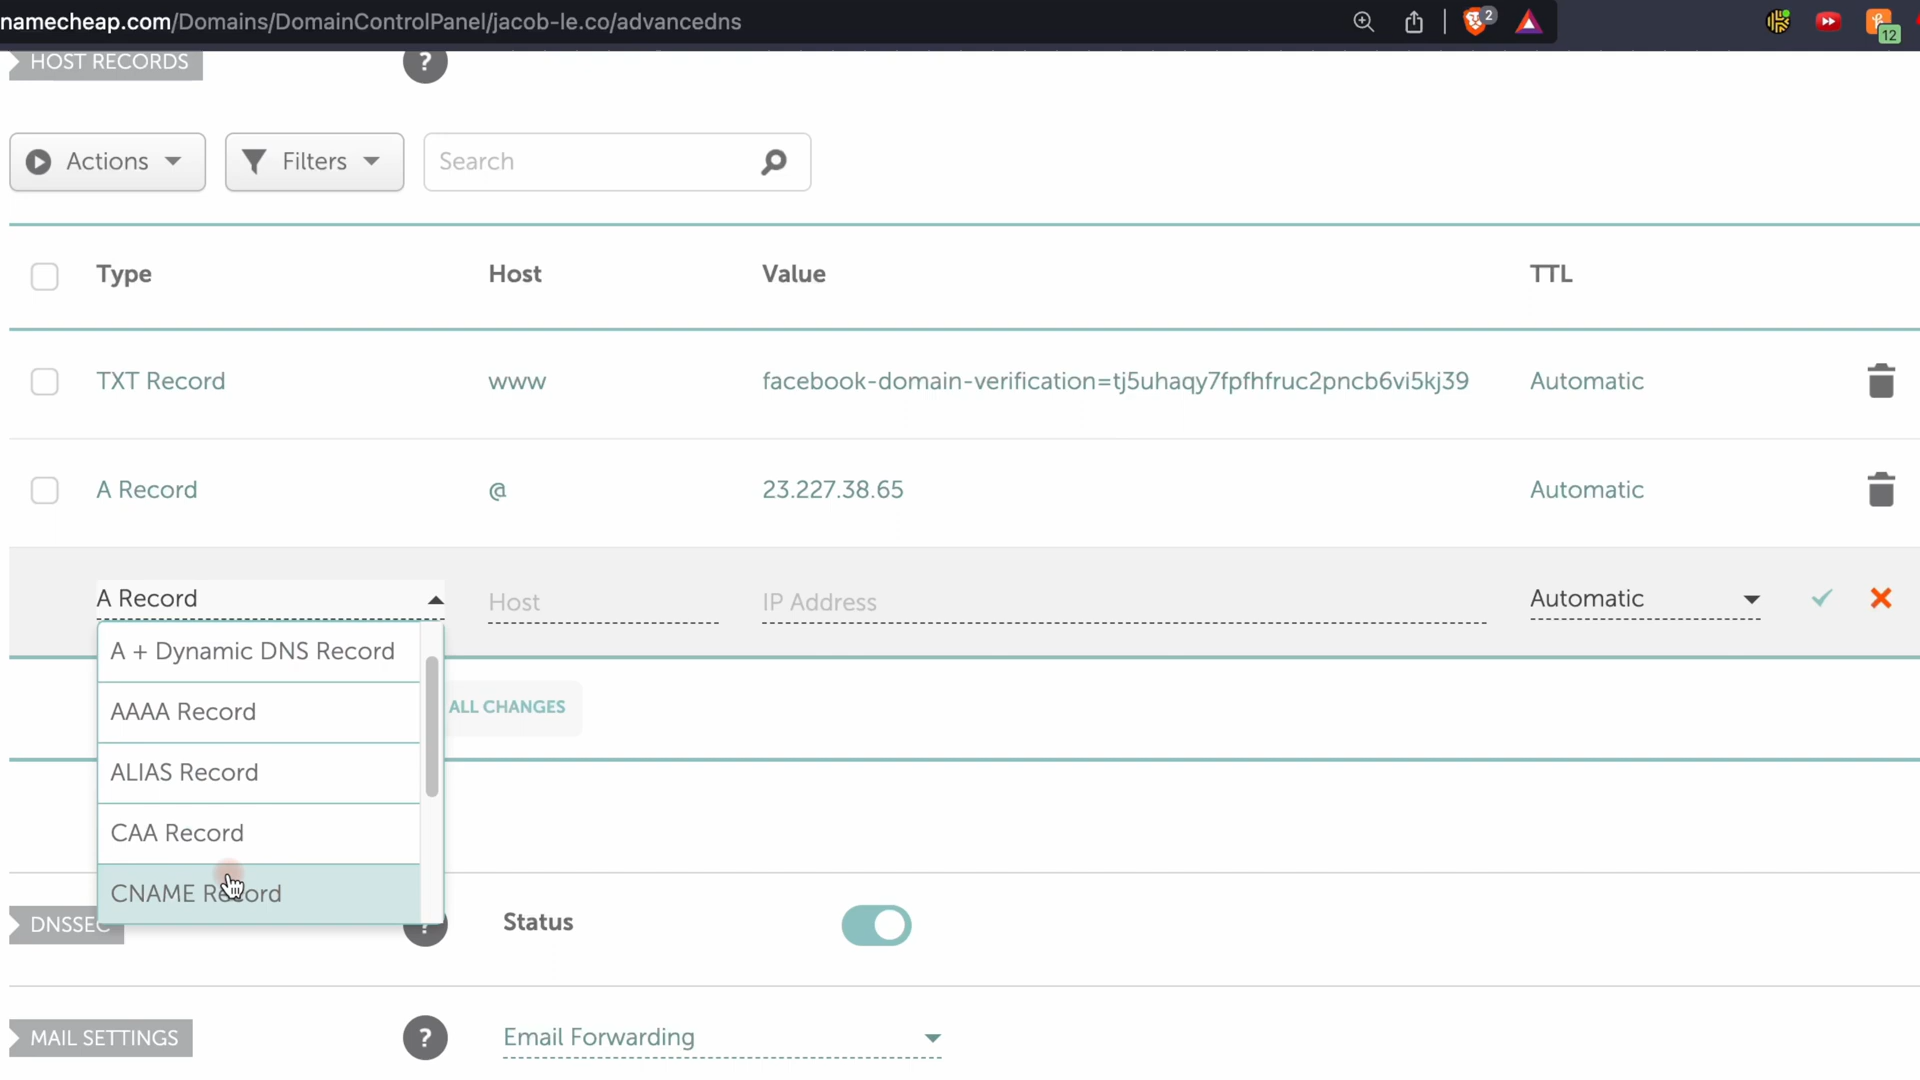 namecheap.com/Domains/DomainControlPanel/jacob-le.co/advancedns
2
12
HOST RECORDS
?
Actions
Filters
Search
Type Host Value TTL
TXT Record www facebook-domain-verification=tj5uhaqy7fpfhfruc2pncb6vi5kj39 Automatic
A Record @ 23.227.38.65 Automatic
A Record Host IP Address Automatic
A + Dynamic DNS Record
AAAA Record
ALL CHANGES
ALIAS Record
CAA Record
CNAME Record
DNSSEC
?
Status
MAIL SETTINGS
?
Email Forwarding